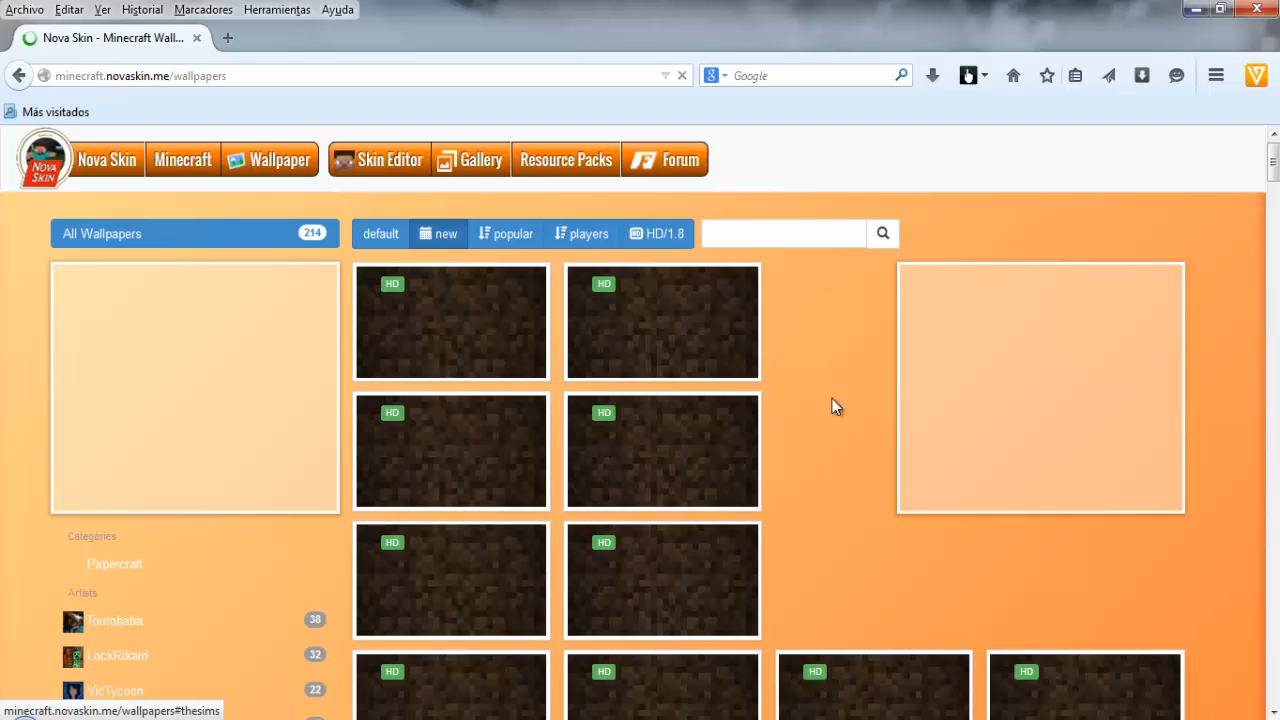 Archivo Editar Ver Historial Marcadores Herramientas Ayuda
Nova Skin - Minecraft Wall...
minecraft.novaskin.me/wallpapers
Google
Más visitados
NOVA SKIN
Nova Skin Minecraft Wallpaper Skin Editor Gallery Resource Packs Forum
All Wallpapers 214
default new popular players HD/1.8
HD HD
HD HD
Categories
HD HD
Papercraft
Artists
Tourobaba 38
LockRikard 32
HD HD HD HD
VicTycoon 22
minecraft.novaskin.me/wallpapers#thesims